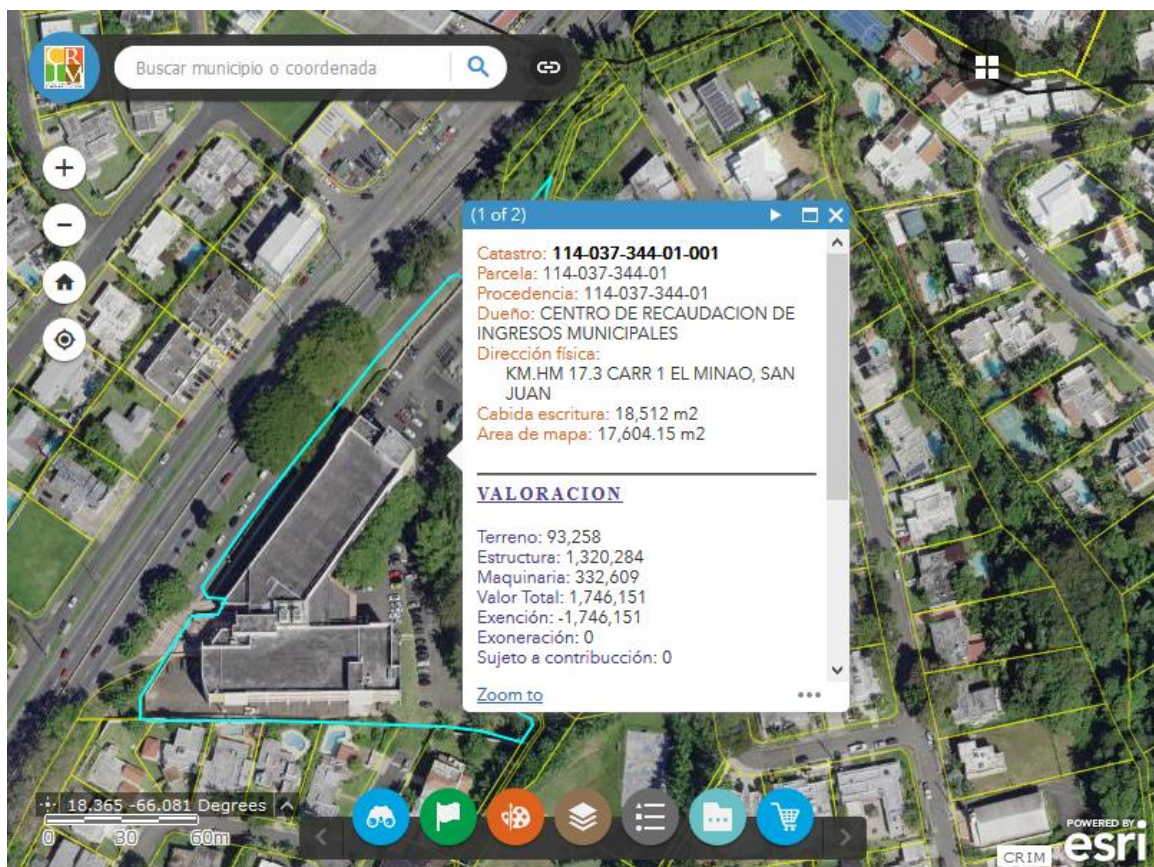 CRIM
Buscar municipio o coordenada
(1 of 2)
Catastro: 114-037-344-01-001
Parcela: 114-037-344-01
Procedencia: 114-037-344-01
Dueño: CENTRO DE RECAUDACION DE
INGRESOS MUNICIPALES
Dirección física:
KM.HM 17.3 CARR 1 EL MINAO, SAN
JUAN
Cabida escritura: 18,512 m2
Area de mapa: 17,604.15 m2
VALORACION
Terreno: 93,258
Estructura: 1,320,284
Maquinaria: 332,609
Valor Total: 1,746,151
Exención: -1,746,151
Exoneración: 0
Sujeto a contribucción: 0
Zoom to
18.365 -66.081 Degrees
0 30 60m
CRIM
POWERED BY
esri